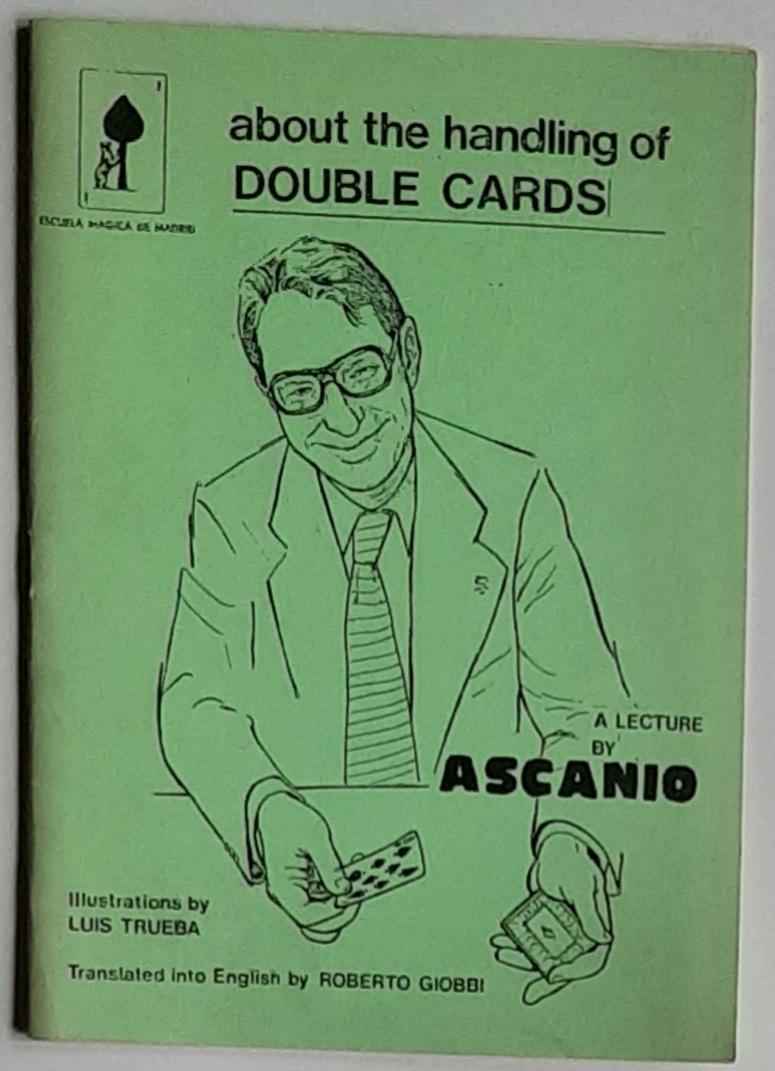 about the handling of
DOUBLE CARDS
ESCUELA MAGICA DE MADRID
A LECTURE
BY
ASCANIO
Illustrations by
LUIS TRUEBA
Translated into English by ROBERTO GIOBBI